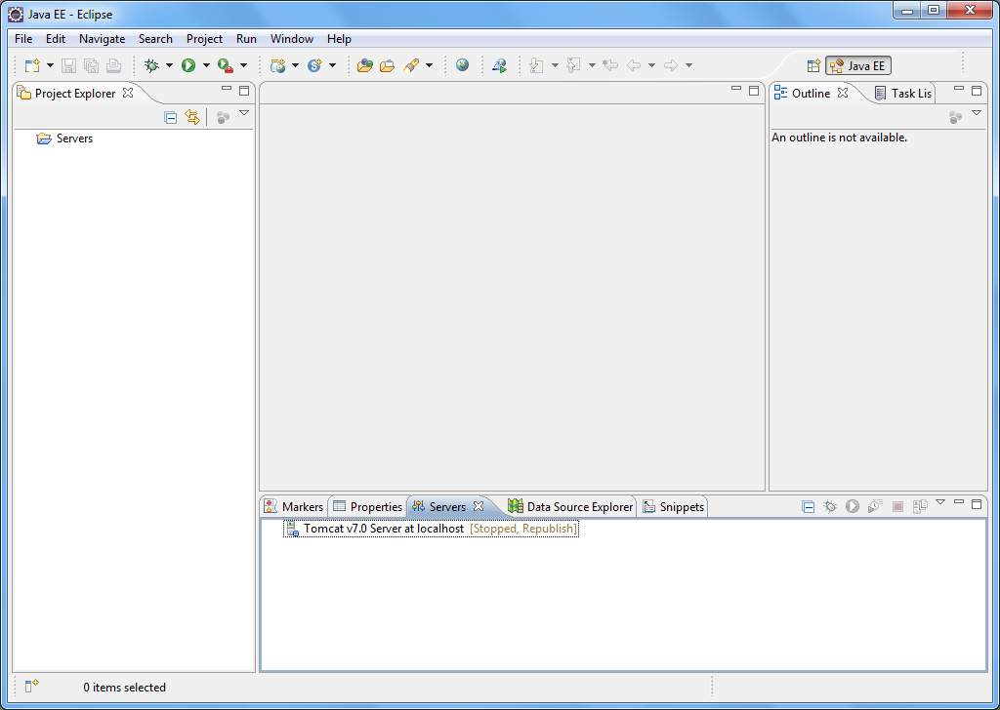 Java EE - Eclipse
File Edit Navigate Search Project Run Window Help
Java EE
Project Explorer
Outline
Task Lis
Servers
An outline is not available.
Markers
Properties
Servers
Data Source Explorer
Snippets
Tomcat v7.0 Server at localhost [Stopped, Republish]
0 items selected